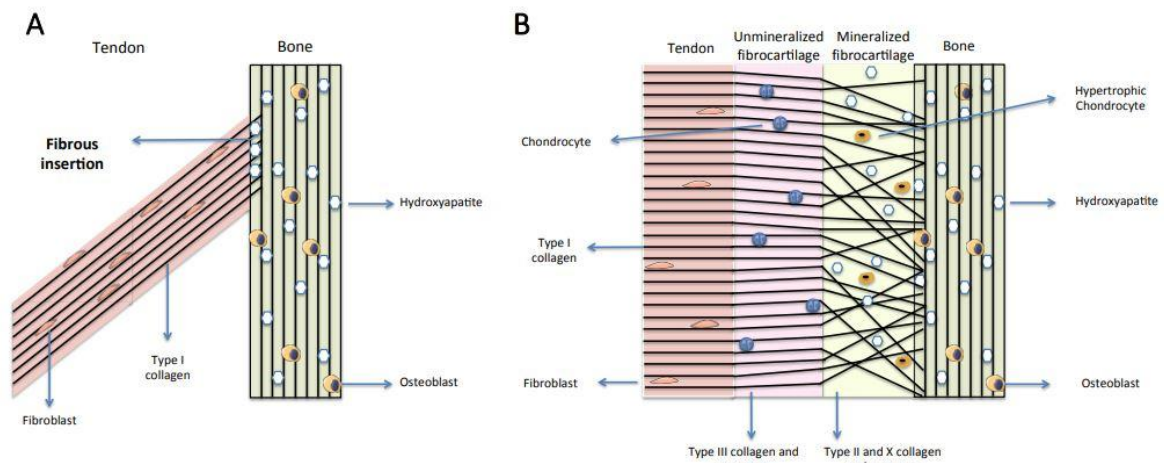 A
Tendon
Bone
Fibrous
insertion
Hydroxyapatite
Type I
collagen
Osteoblast
Fibroblast
B
Tendon
Unmineralized
fibrocartilage
Mineralized
fibrocartilage
Bone
Hypertrophic
Chondrocyte
Chondrocyte
Hydroxyapatite
Type I
collagen
Fibroblast
Osteoblast
Type III collagen and
Type II and X collagen